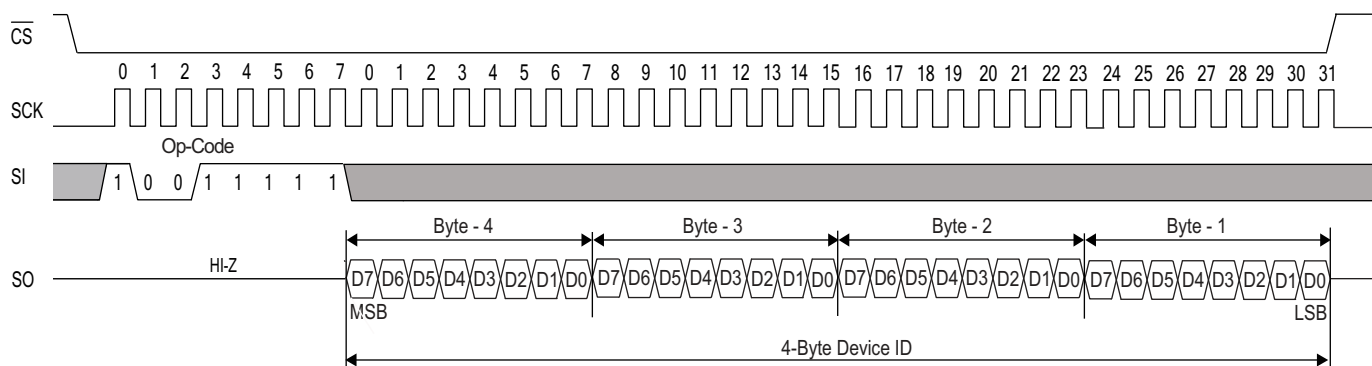 CS
0 1 2 3 4 5 6 7 0 1 2 3 4 5 6 7 8 9 10 11 12 13 14 15 16 17 18 19 20 21 22 23 24 25 26 27 28 29 30 31
SCK
Op-Code
SI 1 0 0 1 1 1 1 1
Byte - 4 Byte - 3 Byte - 2 Byte - 1
HI-Z
SO D7 D6 D5 D4 D3 D2 D1 D0 D7 D6 D5 D4 D3 D2 D1 D0 D7 D6 D5 D4 D3 D2 D1 D0 D7 D6 D5 D4 D3 D2 D1 D0
MSB LSB
4-Byte Device ID